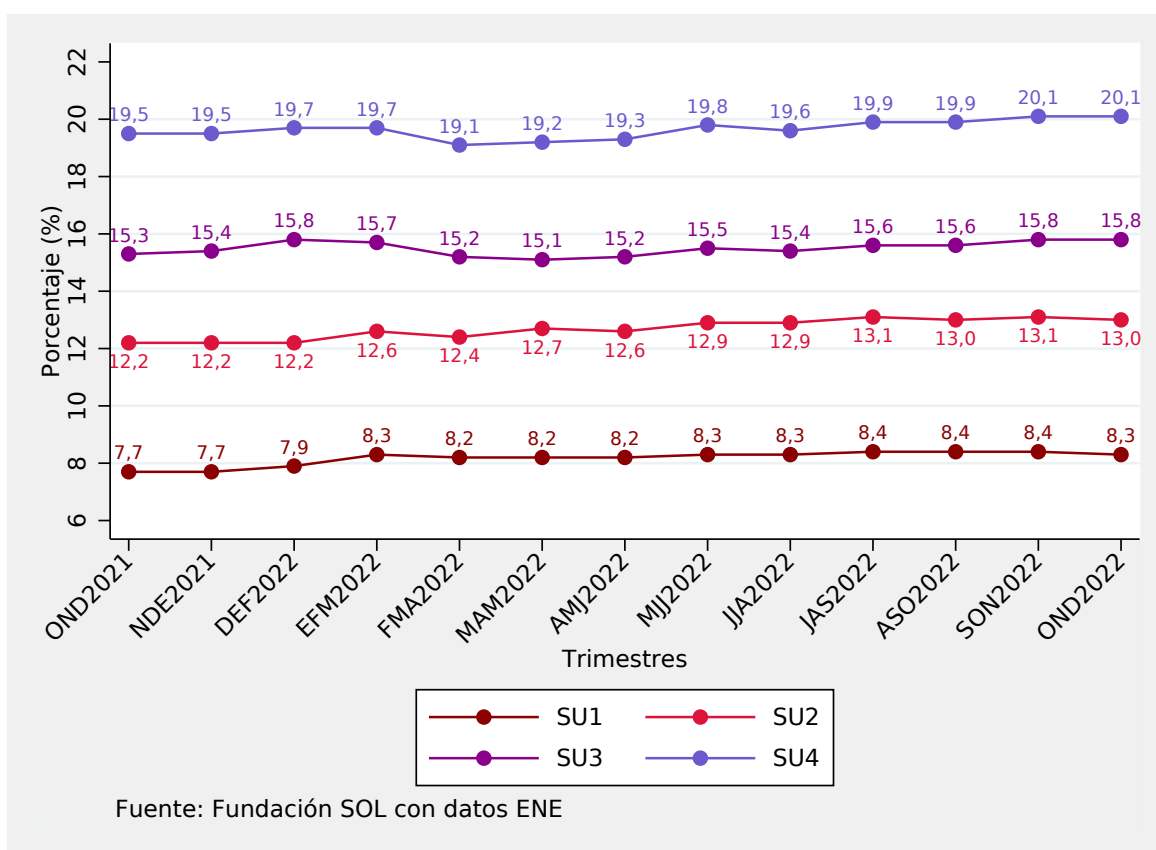 Porcentaje (%)
22
20
18
16
14
12
10
8
6
19,5 19,5 19,7 19,7 19,1 19,2 19,3 19,8 19,6 19,9 19,9 20,1 20,1
15,3 15,4 15,8 15,7 15,2 15,1 15,2 15,5 15,4 15,6 15,6 15,8 15,8
12,2 12,2 12,2 12,6 12,4 12,7 12,6 12,9 12,9 13,1 13,0 13,1 13,0
7,7 7,7 7,9 8,3 8,2 8,2 8,2 8,3 8,3 8,4 8,4 8,4 8,3
OND2021 NDE2021 DEF2022 EFM2022 FMA2022 MAM2022 AMJ2022 MJJ2022 JJA2022 JAS2022 ASO2022 SON2022 OND2022
Trimestres
SU1 SU2
SU3 SU4
Fuente: Fundación SOL con datos ENE